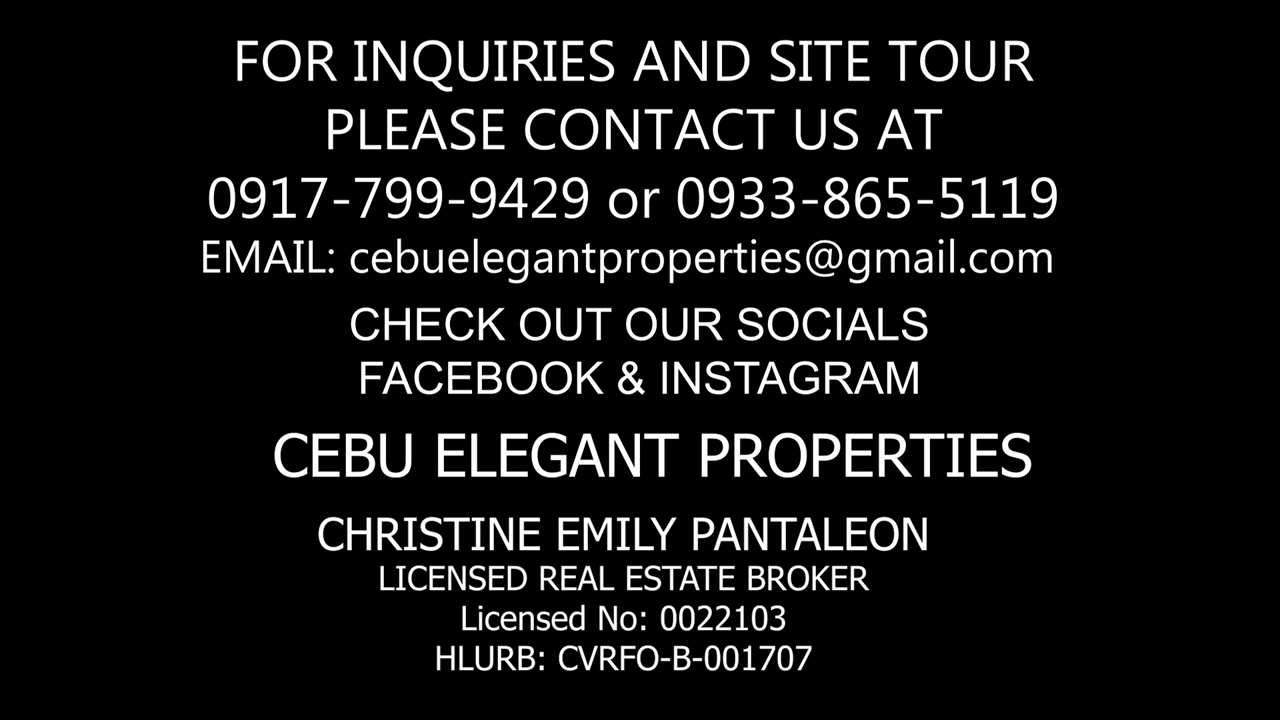 FOR INQUIRIES AND SITE TOUR
PLEASE CONTACT US AT
0917-799-9429 or 0933-865-5119
EMAIL: cebuelegantproperties@gmail.com
CHECK OUT OUR SOCIALS
FACEBOOK & INSTAGRAM
CEBU ELEGANT PROPERTIES
CHRISTINE EMILY PANTALEON
LICENSED REAL ESTATE BROKER
Licensed No: 0022103
HLURB: CVRFO-B-001707